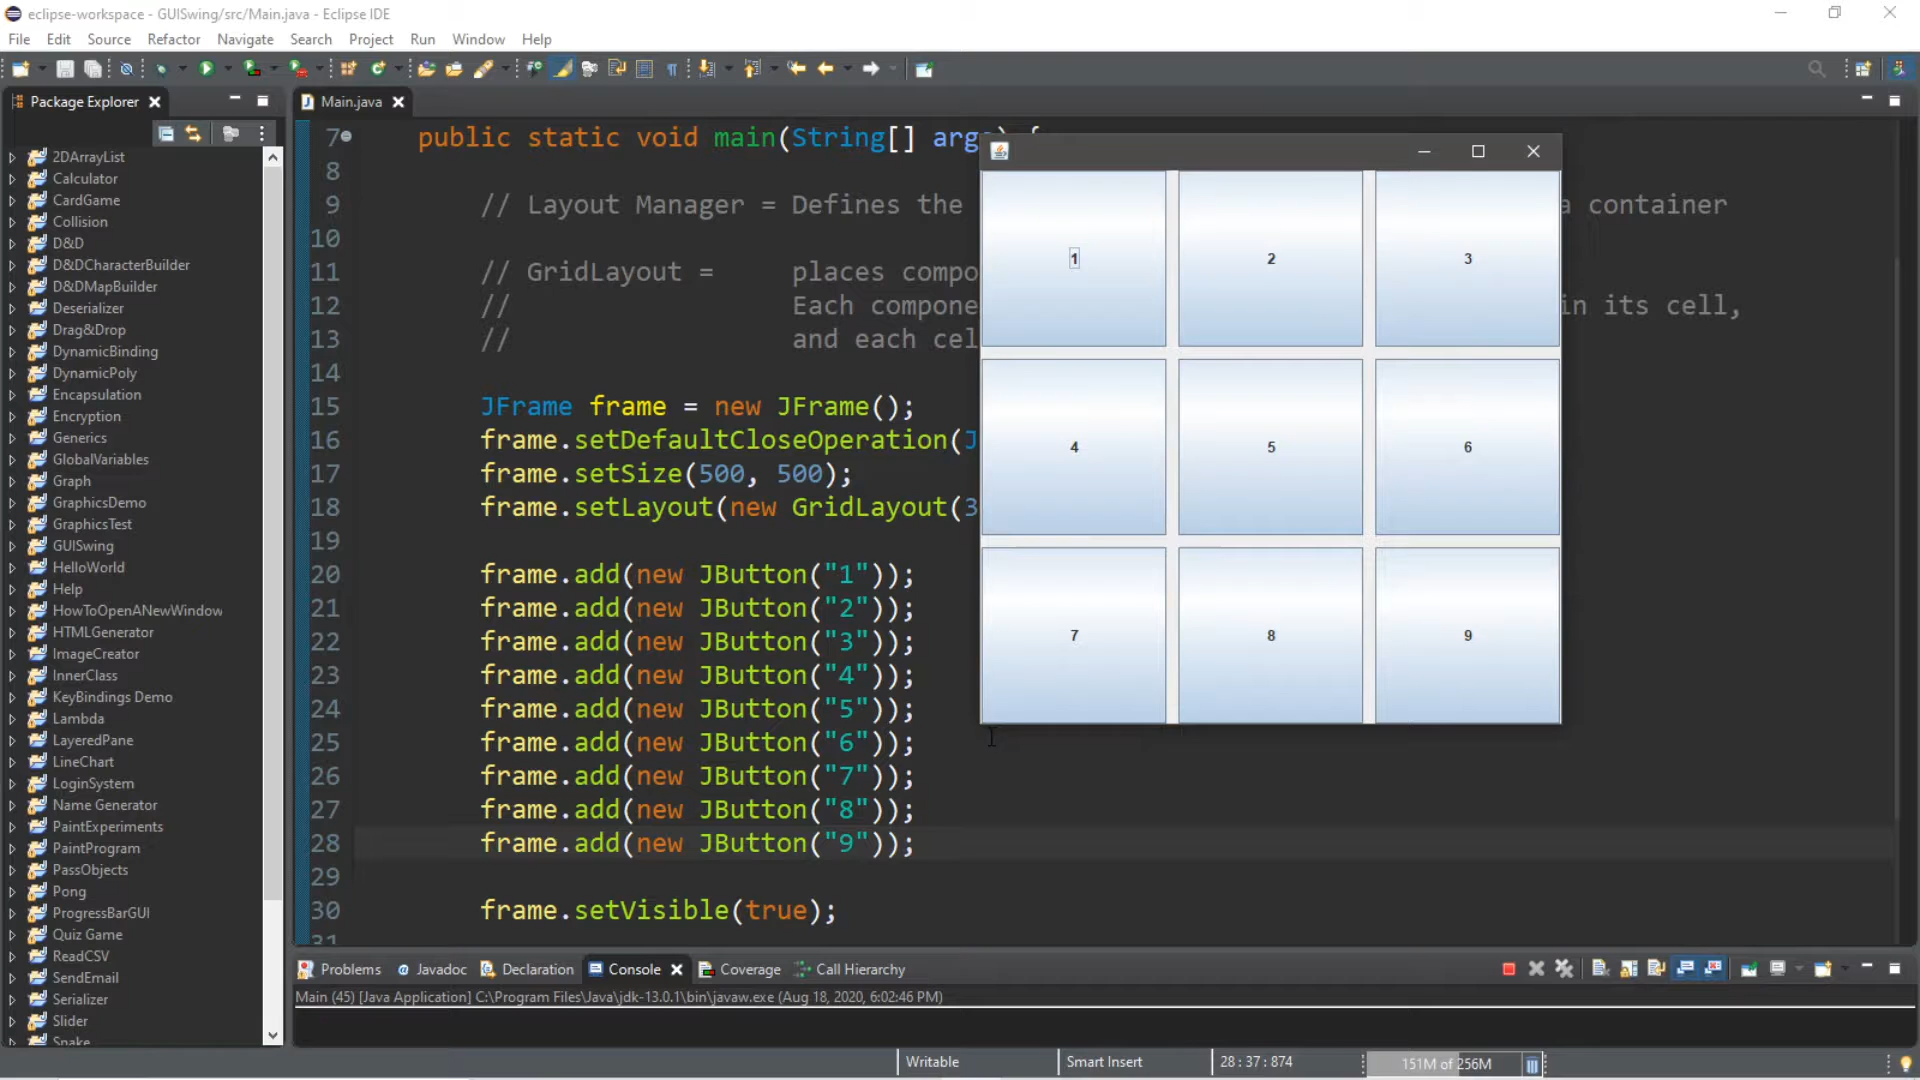 eclipse-workspace - GUISwing/src/Main.java - Eclipse IDE
File Edit Source Refactor Navigate Search Project Run Window Help
Package Explorer
Main.java
2DArrayList
Calculator
CardGame
Collision
D&D
D&DCharacterBuilder
D&DMapBuilder
Deserializer
Drag&Drop
DynamicBinding
DynamicPoly
Encapsulation
Encryption
Generics
GlobalVariables
Graph
GraphicsDemo
GraphicsTest
GUISwing
HelloWorld
Help
HowToOpenANewWindow
HTMLGenerator
ImageCreator
InnerClass
KeyBindings Demo
Lambda
LayeredPane
LineChart
LoginSystem
Name Generator
PaintExperiments
PaintProgram
PassObjects
Pong
ProgressBarGUI
Quiz Game
ReadCSV
SendEmail
Serializer
Slider
Snake
7 public static void main(String[] args) {
8
9 // Layout Manager = Defines the a container
10
11 // GridLayout = places compo
12 // Each compone in its cell,
13 // and each cel
14
15 JFrame frame = new JFrame();
16 frame.setDefaultCloseOperation(J
17 frame.setSize(500, 500);
18 frame.setLayout(new GridLayout(3
19
20 frame.add(new JButton("1"));
21 frame.add(new JButton("2"));
22 frame.add(new JButton("3"));
23 frame.add(new JButton("4"));
24 frame.add(new JButton("5"));
25 frame.add(new JButton("6"));
26 frame.add(new JButton("7"));
27 frame.add(new JButton("8"));
28 frame.add(new JButton("9"));
29
30 frame.setVisible(true);
31
1 2 3
4 5 6
7 8 9
Problems Javadoc Declaration Console Coverage Call Hierarchy
Main (45) [Java Application] C:\Program Files\Java\jdk-13.0.1\bin\javaw.exe (Aug 18, 2020, 6:02:46 PM)
Writable Smart Insert 28 : 37 : 874 151M of 256M